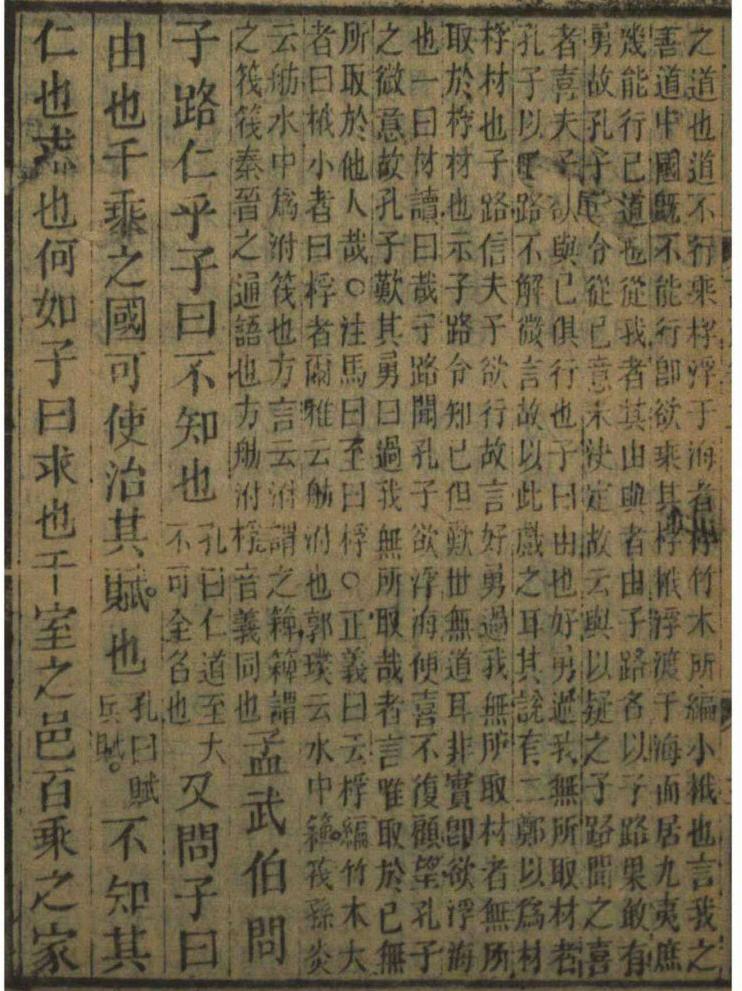 之道也道不行乘桴浮于海者桴竹木所編小栰也言我之
善道中國既不能行卽欲乘其桴栰浮渡于海而居九夷庶
幾能行已道也從我者其由與者由子路名以子路果敢有
勇故孔子令從已意未決定故云與以疑之子路聞之喜
者喜夫子欲與已俱行也子曰由也好勇過我無所取材者
孔子以子路不解微言故以此戲之耳其說有二鄭以爲材
桴材也子路信夫子欲行故言好勇過我無所取材者無所
取於桴材也示子路令知已但歎世無道耳非實卽欲浮海
也一曰材讀曰哉子路聞孔子欲浮海便喜不復顧望孔子
之微意故孔子歎其勇曰過我無所取哉者言唯取於已無
所取於他人哉○注馬曰至曰桴○正義曰云桴編竹木大
者曰栰小者曰桴者爾雅云舫泭也郭璞云水中簰筏孫炎
云舫水中爲泭筏也方言云泭謂之簰簰謂
之筏筏秦晉之通語也方舫泭桴音義同也
孟武伯問
子路仁乎子曰不知也
孔曰仁道至大
不可全名也
又問子曰
由也千乘之國可使治其賦也
孔曰賦
兵賦
不知其
仁也求也何如子曰求也千室之邑百乘之家